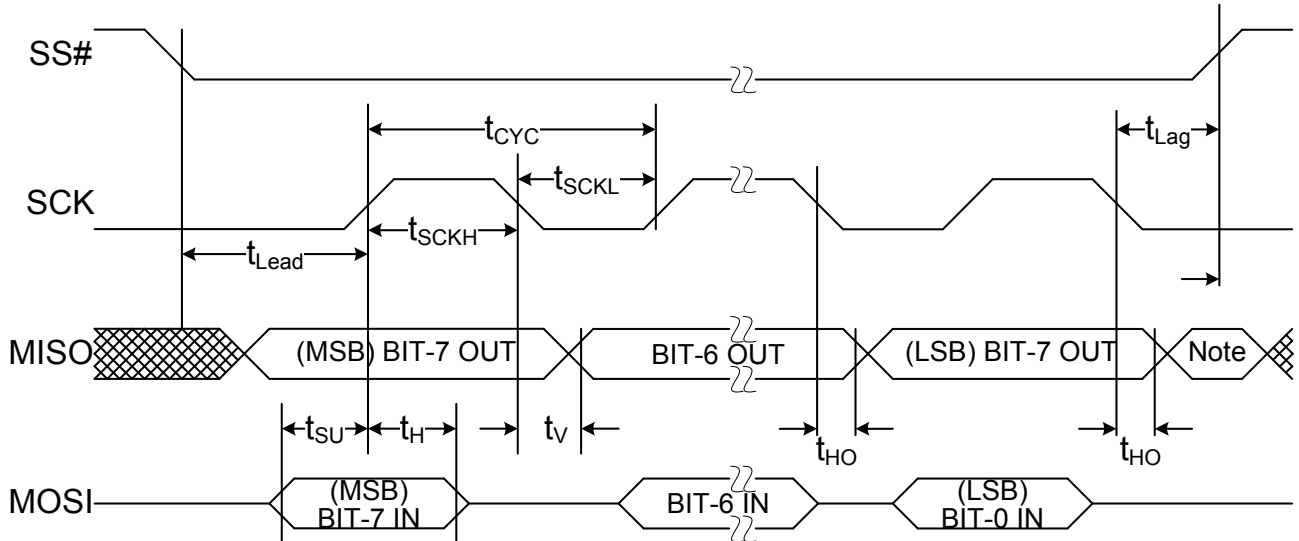 SS#
t_CYC
t_Lag
SCK
t_SCKL
t_SCKH
t_Lead
MISO
(MSB) BIT-7 OUT
BIT-6 OUT
(LSB) BIT-7 OUT
Note
t_SU
t_H
t_V
t_HO
t_HO
MOSI
(MSB)
BIT-7 IN
BIT-6 IN
(LSB)
BIT-0 IN